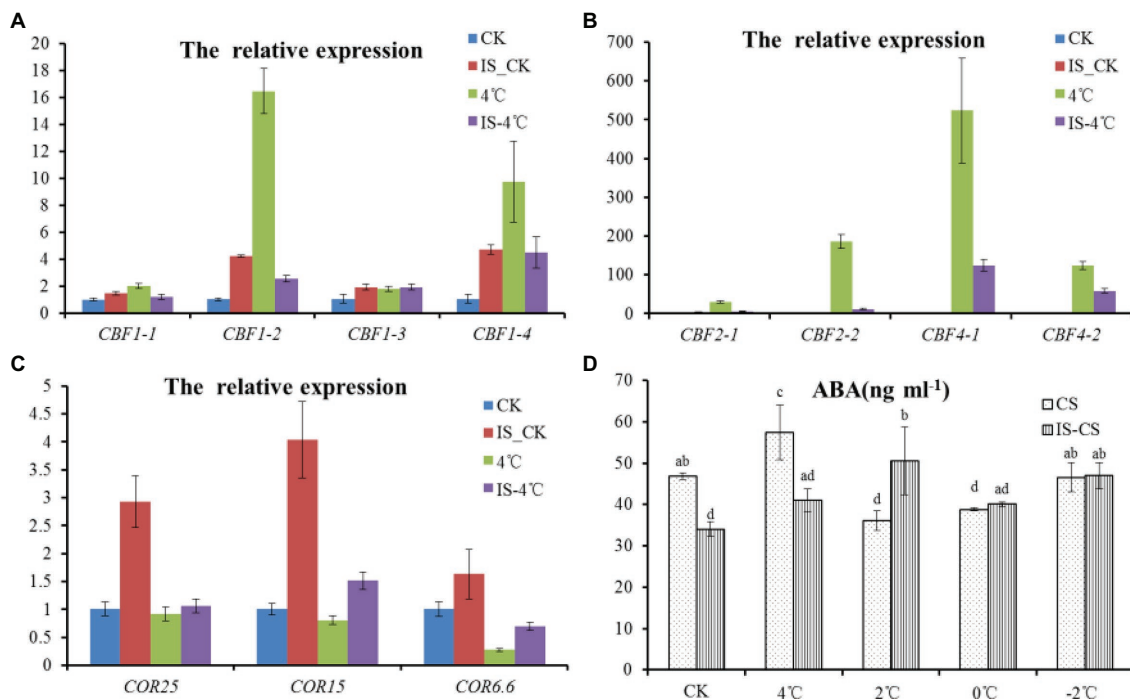 A
The relative expression
20
18
16
14
12
10
8
6
4
2
0
CK
IS_CK
4℃
IS-4℃
CBF1-1 CBF1-2 CBF1-3 CBF1-4
B
The relative expression
700
600
500
400
300
200
100
0
CK
IS_CK
4℃
IS-4℃
CBF2-1 CBF2-2 CBF4-1 CBF4-2
C
The relative expression
5
4.5
4
3.5
3
2.5
2
1.5
1
0.5
0
CK
IS_CK
4℃
IS-4℃
COR25 COR15 COR6.6
D
ABA(ng ml⁻¹)
70
60
50
40
30
20
10
0
CS
IS-CS
ab d c ad d b d ad ab ab
CK 4℃ 2℃ 0℃ -2℃